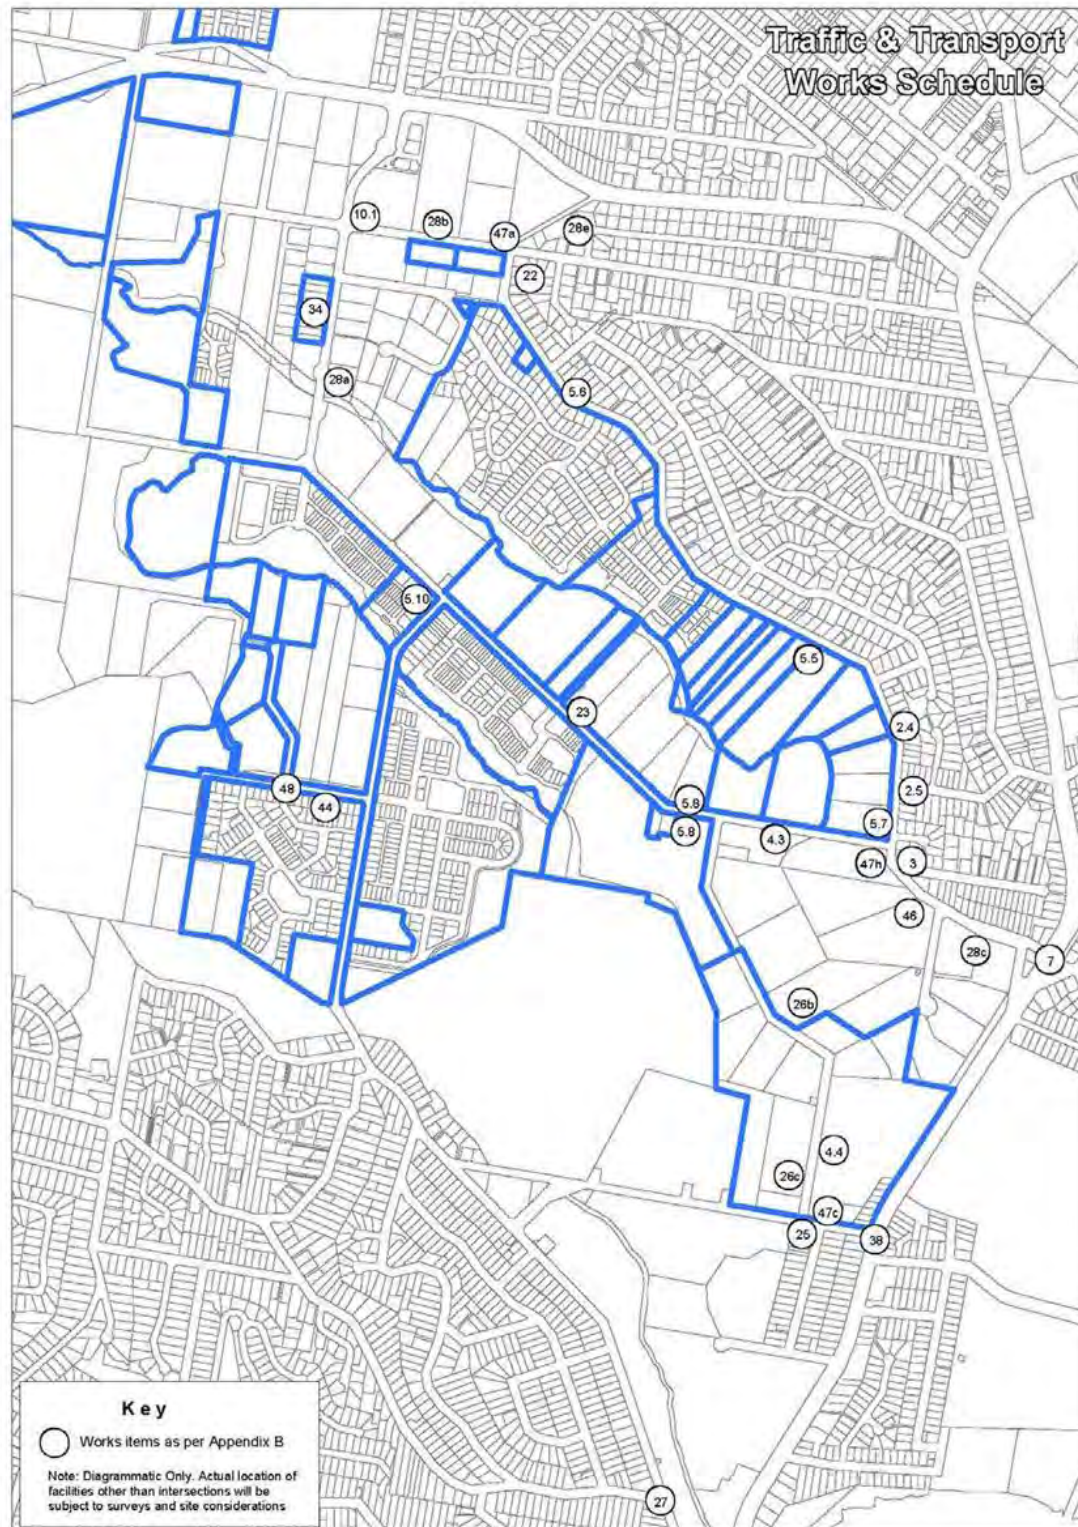 Traffic & Transport
Works Schedule
10.1
28b
47a
28e
22
34
28a
5.6
5.10
5.5
23
2.4
48
44
2.5
5.8
5.8
5.7
4.3
47h
3
46
28c
7
26b
4.4
26c
47c
25
38
Key
Works items as per Appendix B
Note: Diagrammatic Only. Actual location of
facilities other than intersections will be
subject to surveys and site considerations
27